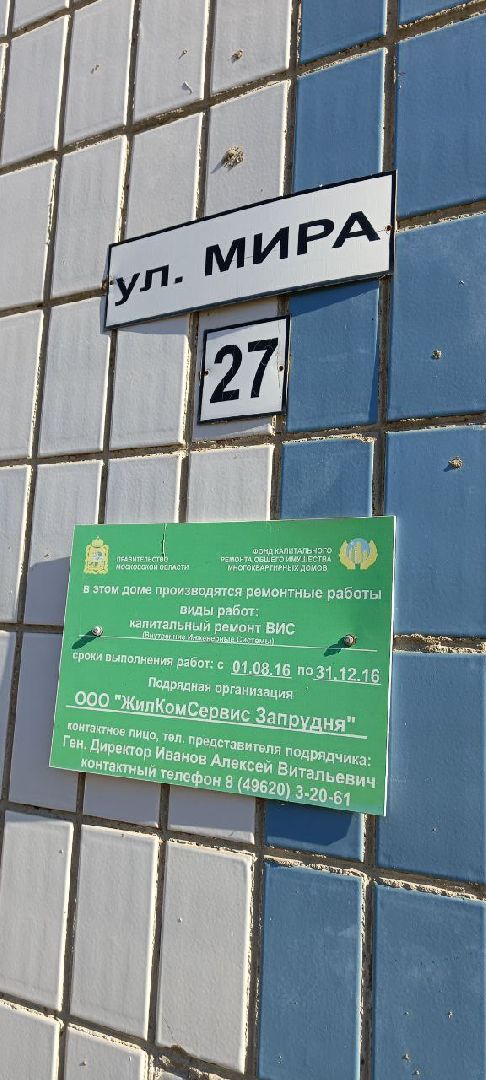 ул. МИРА
27
ПРАВИТЕЛЬСТВО
МОСКОВСКОЙ ОБЛАСТИ
ФОНД КАПИТАЛЬНОГО
РЕМОНТА ОБЩЕГО ИМУЩЕСТВА
МНОГОКВАРТИРНЫХ ДОМОВ
в этом доме производятся ремонтные работы
виды работ:
капитальный ремонт ВИС
(Внутренние Инженерные Системы)
сроки выполнения работ: с 01.08.16 по 31.12.16
Подрядная организация
ООО "ЖилКомСервис Запрудня"
контактное лицо, тел. представителя подрядчика:
Ген. Директор Иванов Алексей Витальевич
контактный телефон 8 (49620) 3-20-61